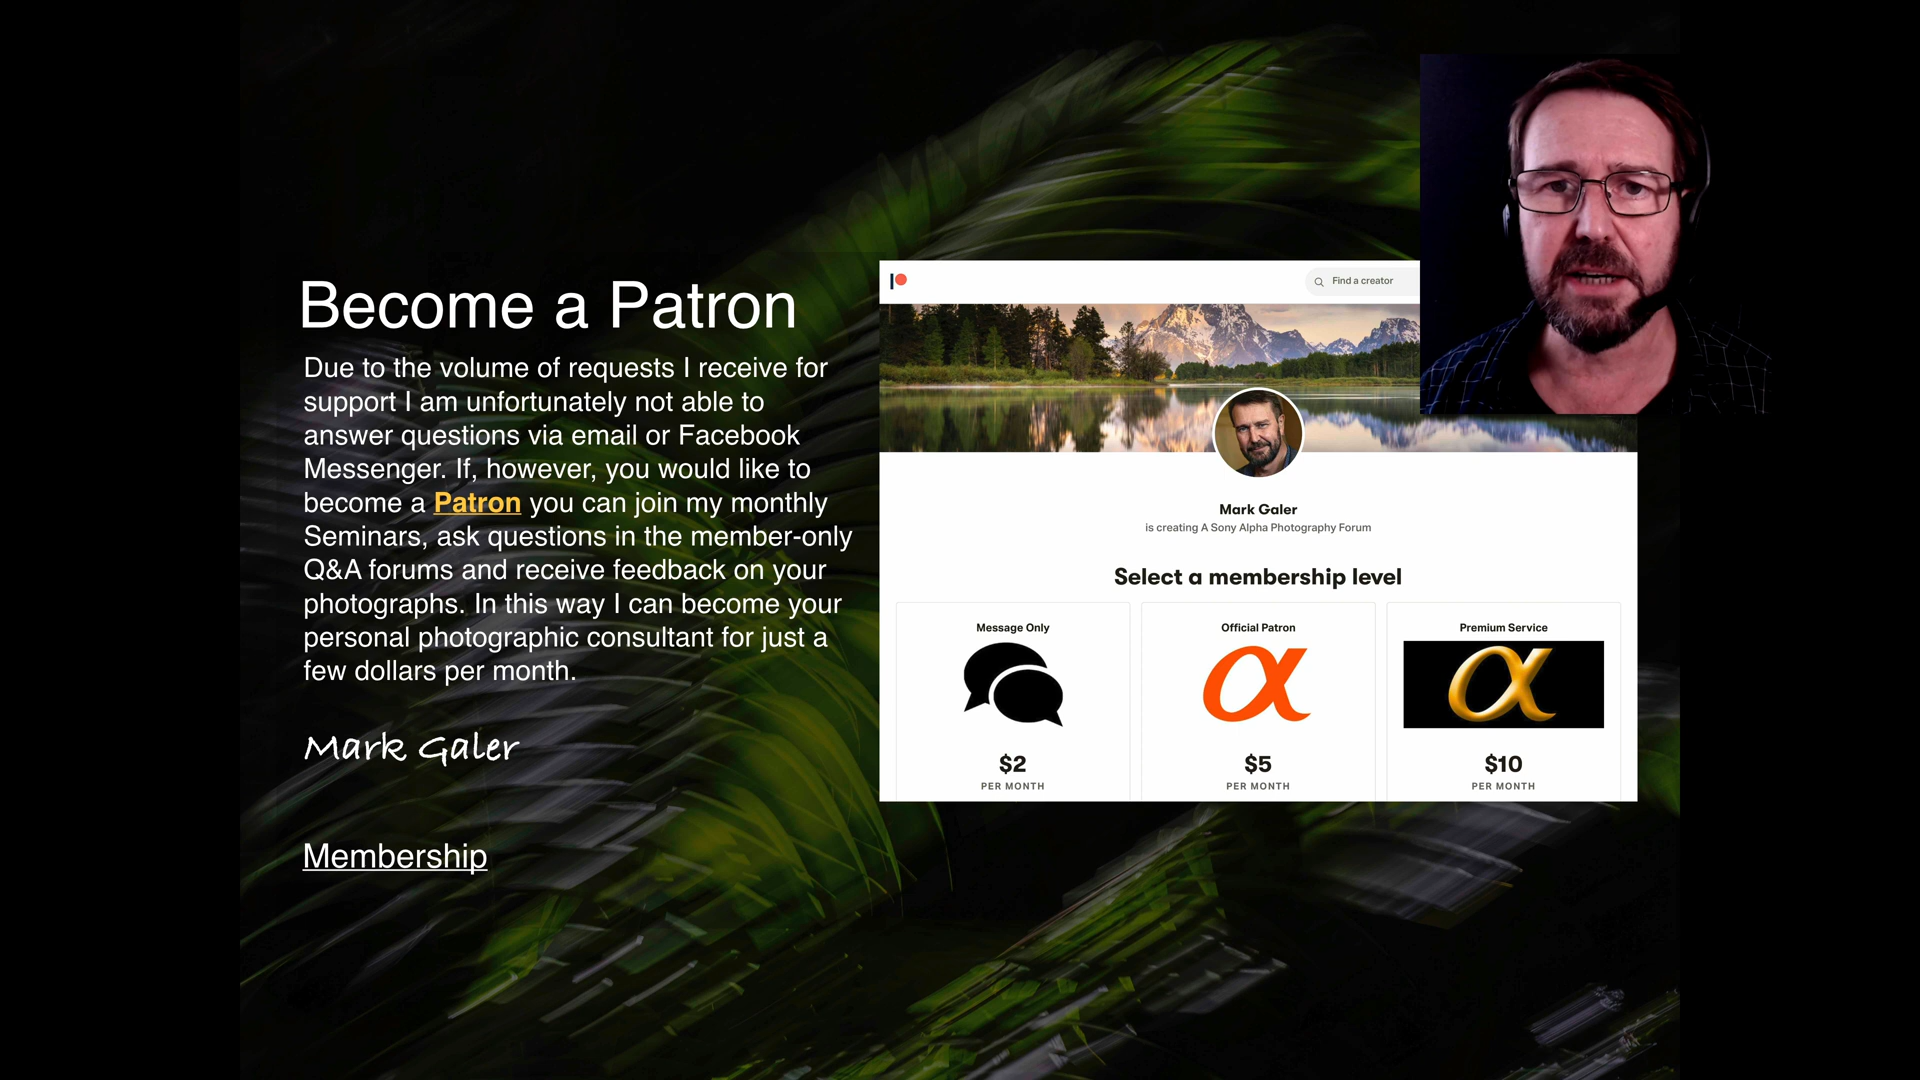 Become a Patron
Due to the volume of requests I receive for
support I am unfortunately not able to
answer questions via email or Facebook
Messenger. If, however, you would like to
become a Patron you can join my monthly
Seminars, ask questions in the member-only
Q&A forums and receive feedback on your
photographs. In this way I can become your
personal photographic consultant for just a
few dollars per month.
Mark Galer
Membership
Find a creator
Mark Galer
is creating A Sony Alpha Photography Forum
Select a membership level
Message Only
$2
PER MONTH
Official Patron
α
$5
PER MONTH
Premium Service
α
$10
PER MONTH